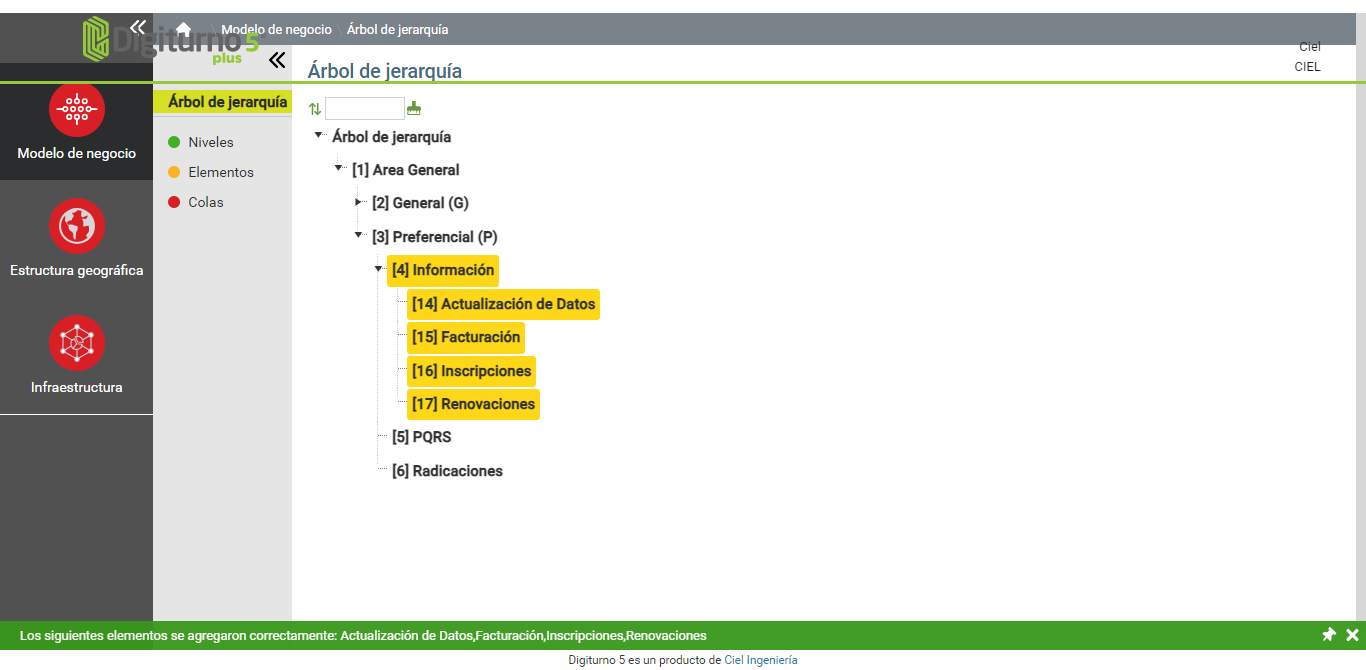 Digiturno 5
plus
Modelo de negocio \ Árbol de jerarquía
Ciel
CIEL
Árbol de jerarquía
Modelo de negocio
Estructura geográfica
Infraestructura
Árbol de jerarquía
Niveles
Elementos
Colas
Árbol de jerarquía
[1] Area General
[2] General (G)
[3] Preferencial (P)
[4] Información
[14] Actualización de Datos
[15] Facturación
[16] Inscripciones
[17] Renovaciones
[5] PQRS
[6] Radicaciones
Los siguientes elementos se agregaron correctamente: Actualización de Datos,Facturación,Inscripciones,Renovaciones
Digiturno 5 es un producto de Ciel Ingeniería